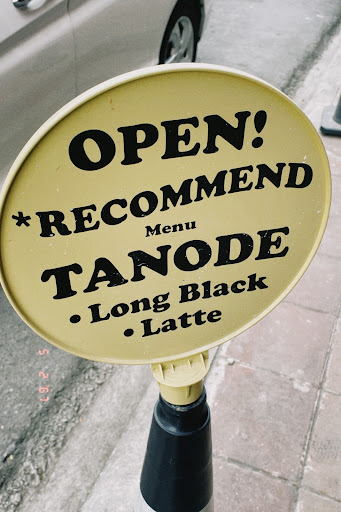 OPEN!
*RECOMMEND
Menu
TANODE
• Long Black
• Latte